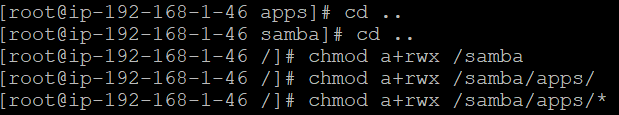 [root@ip-192-168-1-46 apps]# cd ..
[root@ip-192-168-1-46 samba]# cd ..
[root@ip-192-168-1-46 /]# chmod a+rwx /samba
[root@ip-192-168-1-46 /]# chmod a+rwx /samba/apps/
[root@ip-192-168-1-46 /]# chmod a+rwx /samba/apps/*